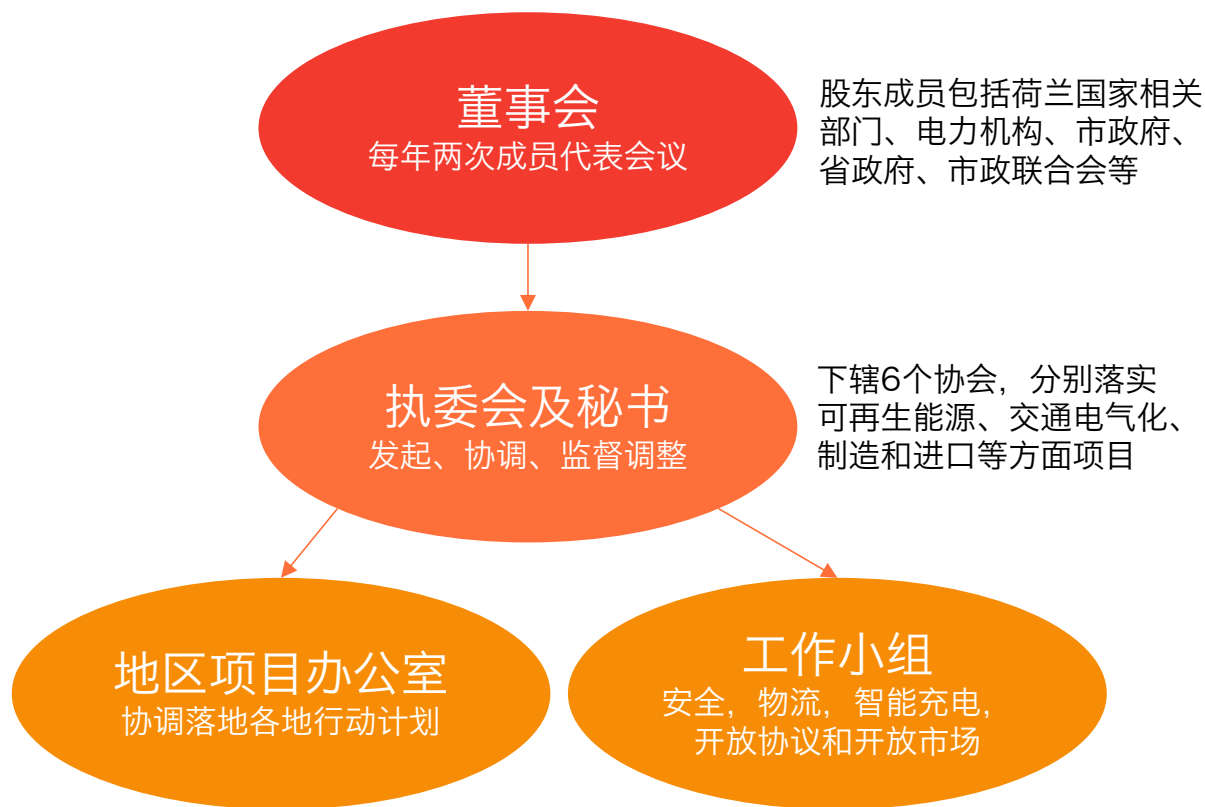 董事会
每年两次成员代表会议
股东成员包括荷兰国家相关
部门、电力机构、市政府、
省政府、市政联合会等
执委会及秘书
发起、协调、监督调整
下辖6个协会，分别落实
可再生能源、交通电气化、
制造和进口等方面项目
地区项目办公室
协调落地各地行动计划
工作小组
安全，物流，智能充电，
开放协议和开放市场